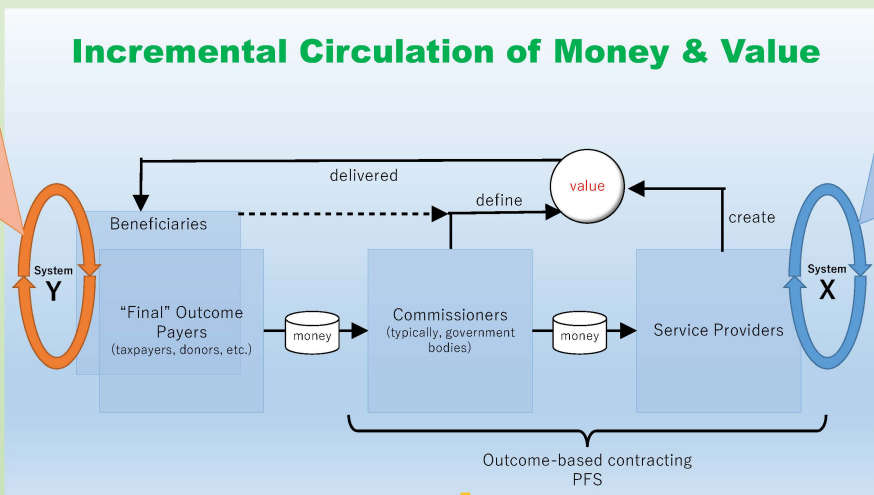 Incremental Circulation of Money & Value
delivered
value
define
create
Beneficiaries
System
Y
“Final” Outcome
Payers
(taxpayers, donors, etc.)
money
Commissioners
(typically, government
bodies)
money
Service Providers
System
X
Outcome-based contracting
PFS